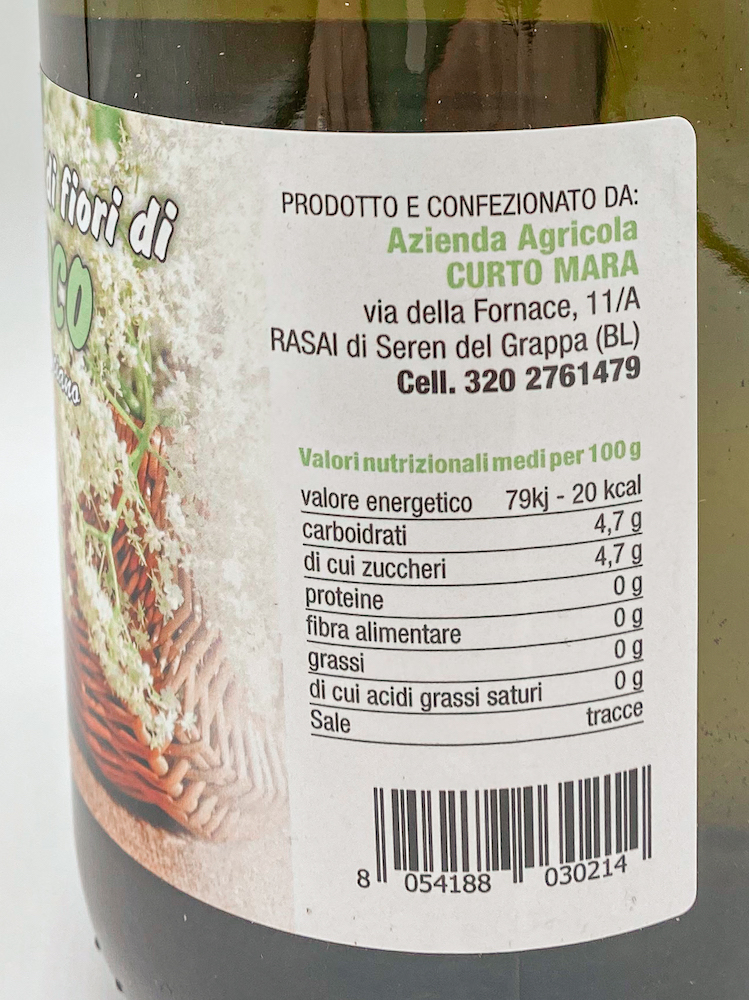 di fiori di
CO
PRODOTTO E CONFEZIONATO DA:
Azienda Agricola
CURTO MARA
via della Fornace, 11/A
RASAI di Seren del Grappa (BL)
Cell. 320 2761479
Valori nutrizionali medi per 100 g
valore energetico 79kj - 20 kcal
carboidrati 4,7 g
di cui zuccheri 4,7 g
proteine 0 g
fibra alimentare 0 g
grassi 0 g
di cui acidi grassi saturi 0 g
Sale tracce
8 054188 030214